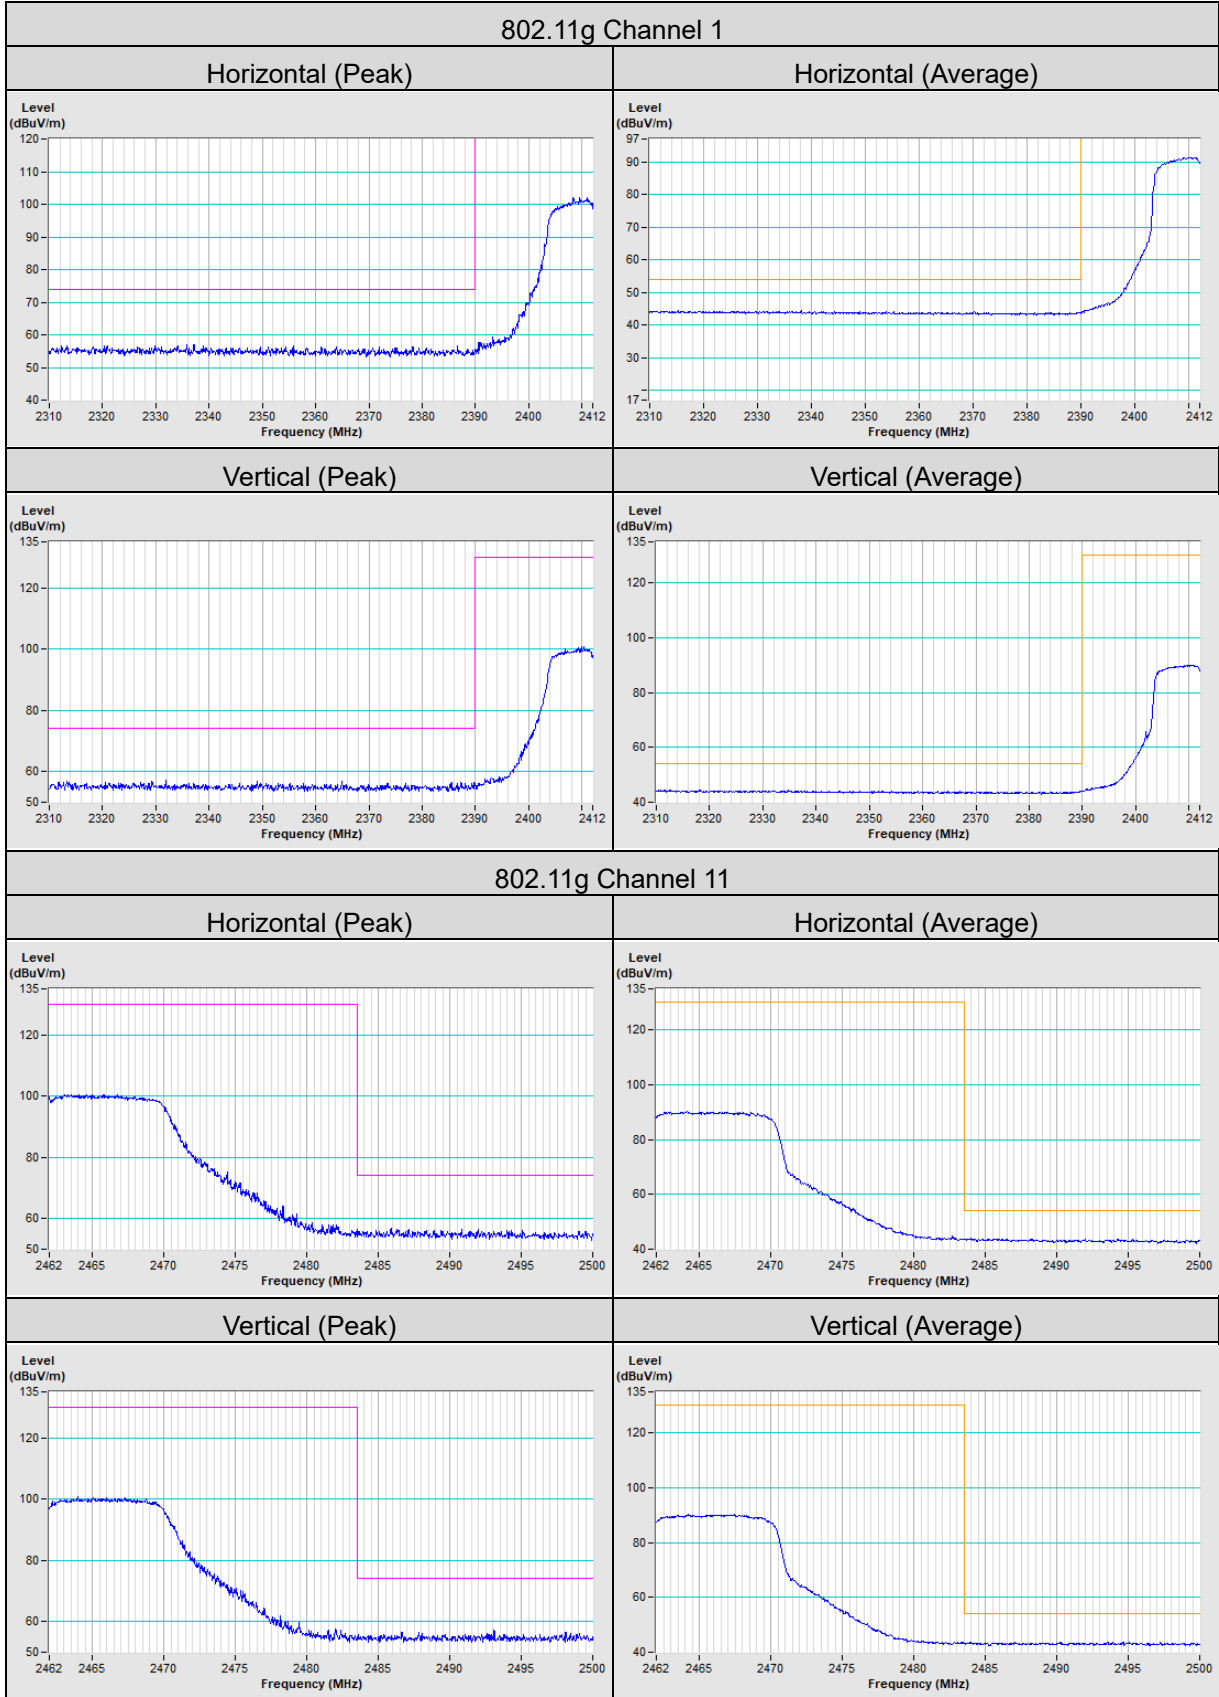 802.11g Channel 1
Horizontal (Peak)
Horizontal (Average)
Level
(dBuV/m)
120
110
100
90
80
70
60
50
40
2310 2320 2330 2340 2350 2360 2370 2380 2390 2400 2412
Frequency (MHz)
Level
(dBuV/m)
97
90
80
70
60
50
40
30
17
2310 2320 2330 2340 2350 2360 2370 2380 2390 2400 2412
Frequency (MHz)
Vertical (Peak)
Vertical (Average)
Level
(dBuV/m)
135
120
100
80
60
50
2310 2320 2330 2340 2350 2360 2370 2380 2390 2400 2412
Frequency (MHz)
Level
(dBuV/m)
135
120
100
80
60
40
2310 2320 2330 2340 2350 2360 2370 2380 2390 2400 2412
Frequency (MHz)
802.11g Channel 11
Horizontal (Peak)
Horizontal (Average)
Level
(dBuV/m)
135
120
100
80
60
50
2462 2465 2470 2475 2480 2485 2490 2495 2500
Frequency (MHz)
Level
(dBuV/m)
135
120
100
80
60
40
2462 2465 2470 2475 2480 2485 2490 2495 2500
Frequency (MHz)
Vertical (Peak)
Vertical (Average)
Level
(dBuV/m)
135
120
100
80
60
50
2462 2465 2470 2475 2480 2485 2490 2495 2500
Frequency (MHz)
Level
(dBuV/m)
135
120
100
80
60
40
2462 2465 2470 2475 2480 2485 2490 2495 2500
Frequency (MHz)